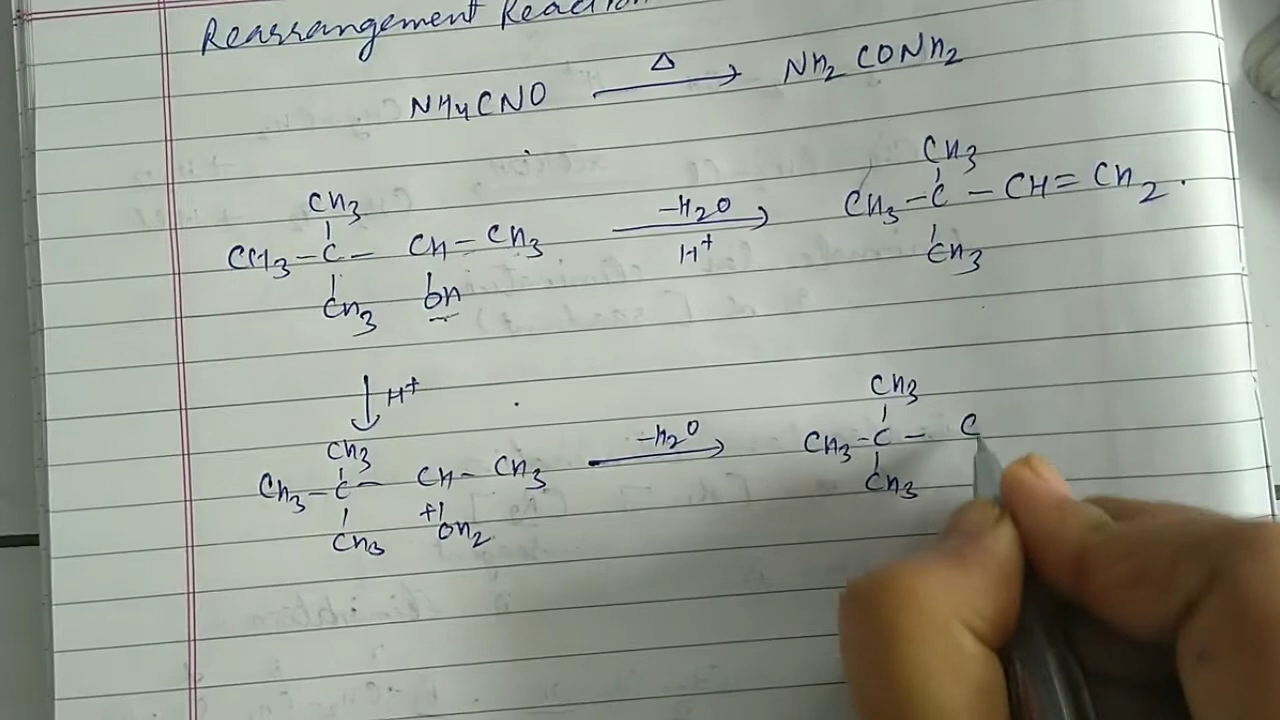 Rearrangement Reaction
NH4CNO →Δ NH2CONH2
CH3
CH3-C-CH-CH3
CH3 OH
-H2O
H+
CH3
CH3-C-CH=CH2.
CH3
↓H+
CH3
CH3-C-CH-CH3
CH3 +OH2
-H2O
CH3
CH3-C-C
CH3